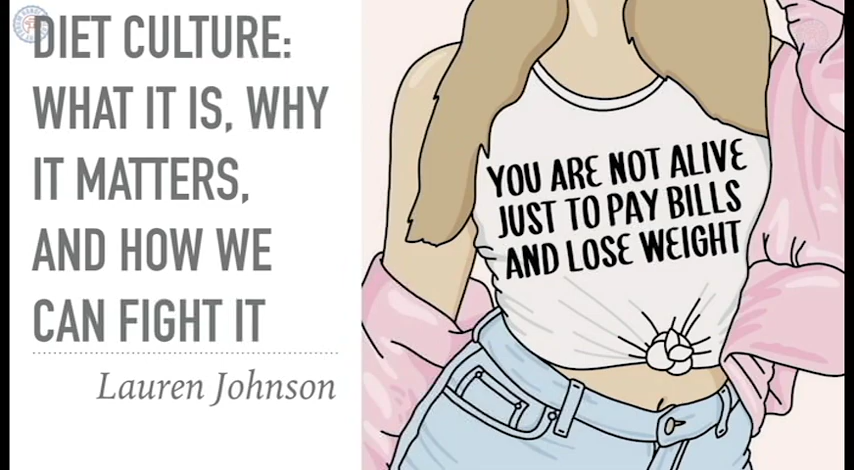 DIET CULTURE:
WHAT IT IS, WHY
IT MATTERS,
AND HOW WE
CAN FIGHT IT
Lauren Johnson
YOU ARE NOT ALIVE
JUST TO PAY BILLS
AND LOSE WEIGHT